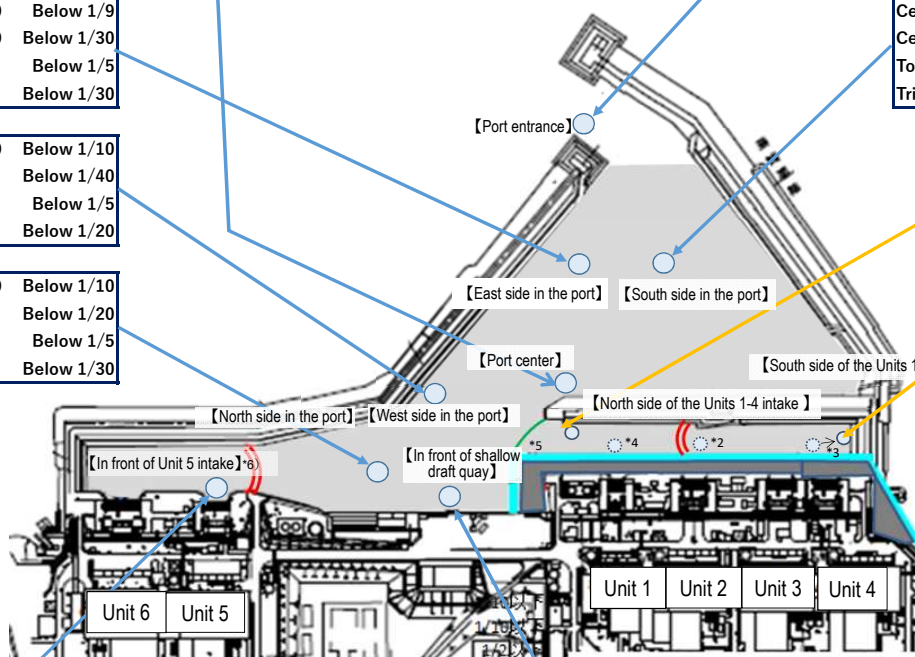 Below 1/9
Below 1/30
Below 1/5
Below 1/30
Below 1/10
Below 1/40
Below 1/5
Below 1/20
Below 1/10
Below 1/20
Below 1/5
Below 1/30
Ce
Ce
To
Tri
【Port entrance】
【East side in the port】
【South side in the port】
【Port center】
【South side of the Units 1
【North side in the port】
【West side in the port】
【North side of the Units 1-4 intake 】
*5
*4
*2
*3
【In front of Unit 5 intake】*6)
【In front of shallow
draft quay】
Unit 6
Unit 5
Unit 1
Unit 2
Unit 3
Unit 4
以下